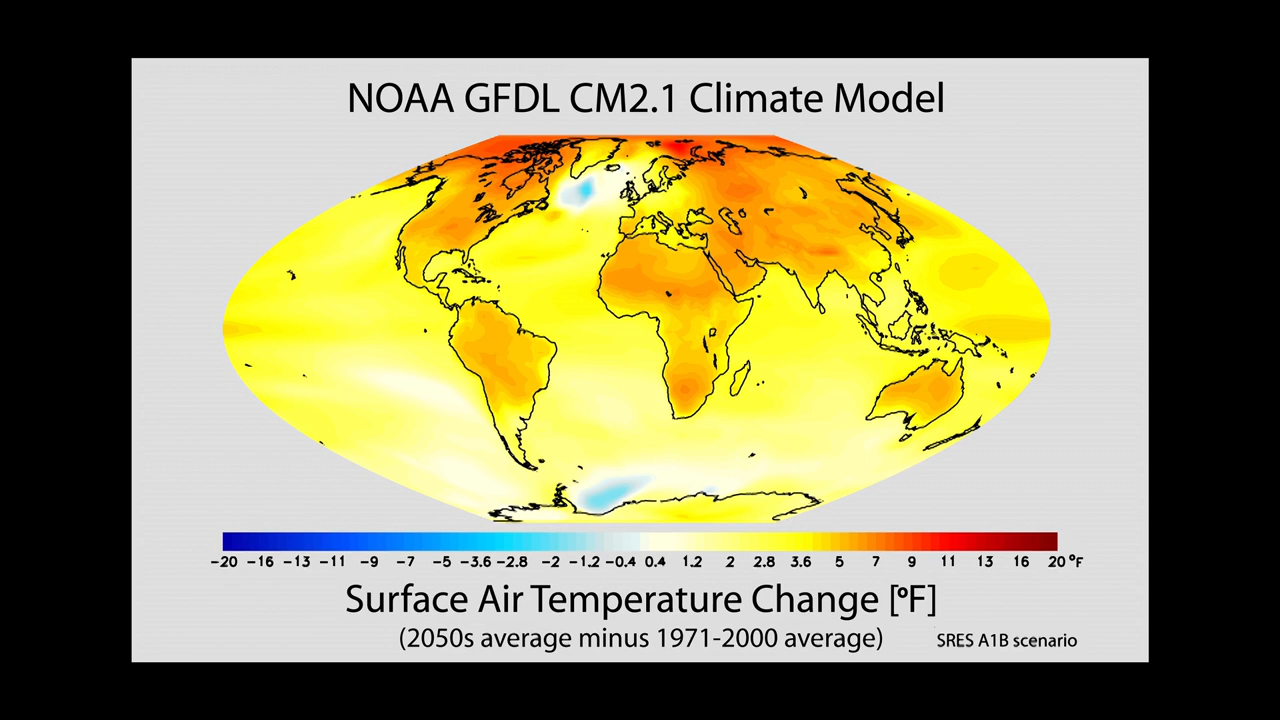 NOAA GFDL CM2.1 Climate Model
−20 −16 −13 −11 −9 −7 −5 −3.6 −2.8 −2 −1.2 −0.4 0.4 1.2 2 2.8 3.6 5 7 9 11 13 16 20 °F
Surface Air Temperature Change [ºF]
(2050s average minus 1971-2000 average)
SRES A1B scenario